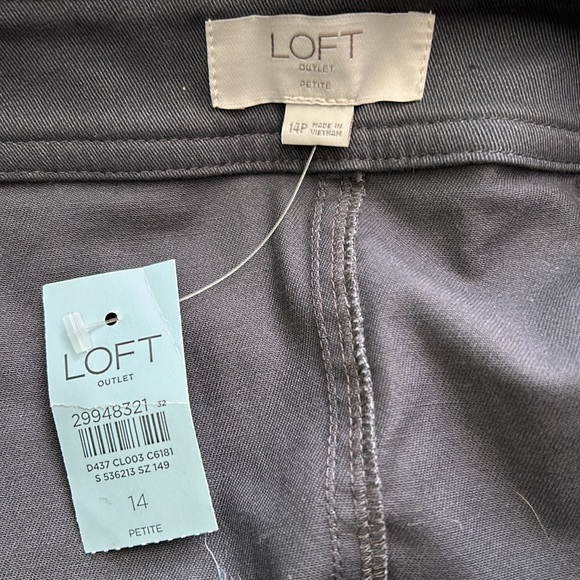 LOFT
OUTLET
PETITE
14P MADE IN
VIETNAM
LOFT
OUTLET
29948321 32
D437 CL003 C6181
S 536213 SZ 149
14
PETITE